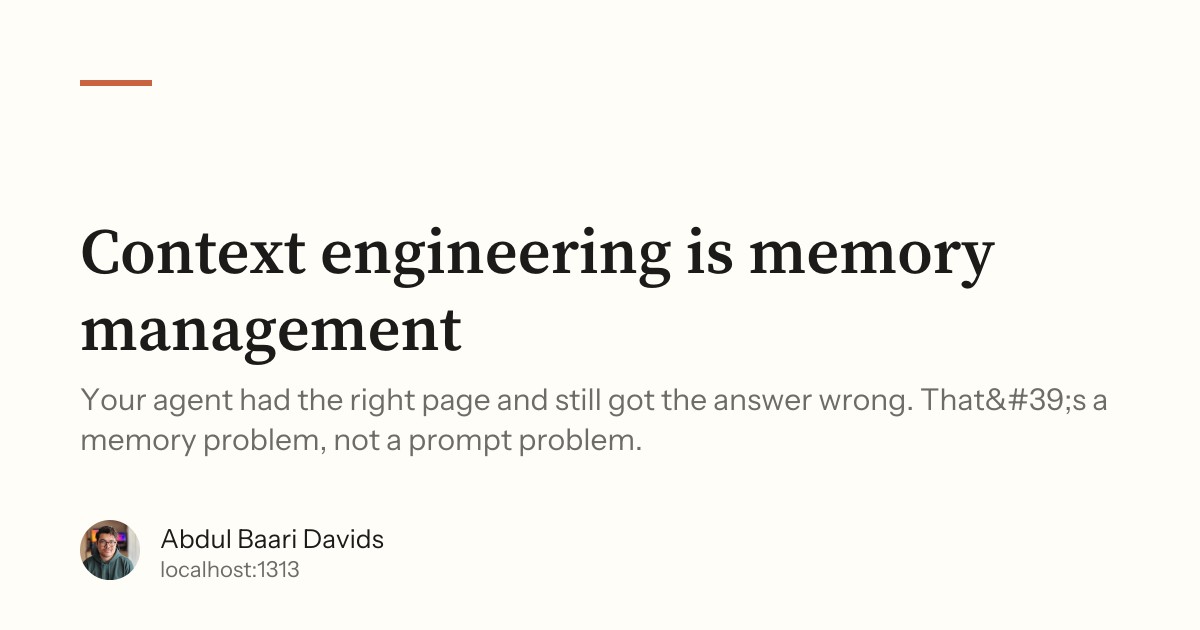 Context engineering is memory
management
Your agent had the right page and still got the answer wrong. That&#39;s a
memory problem, not a prompt problem.
Abdul Baari Davids
localhost:1313